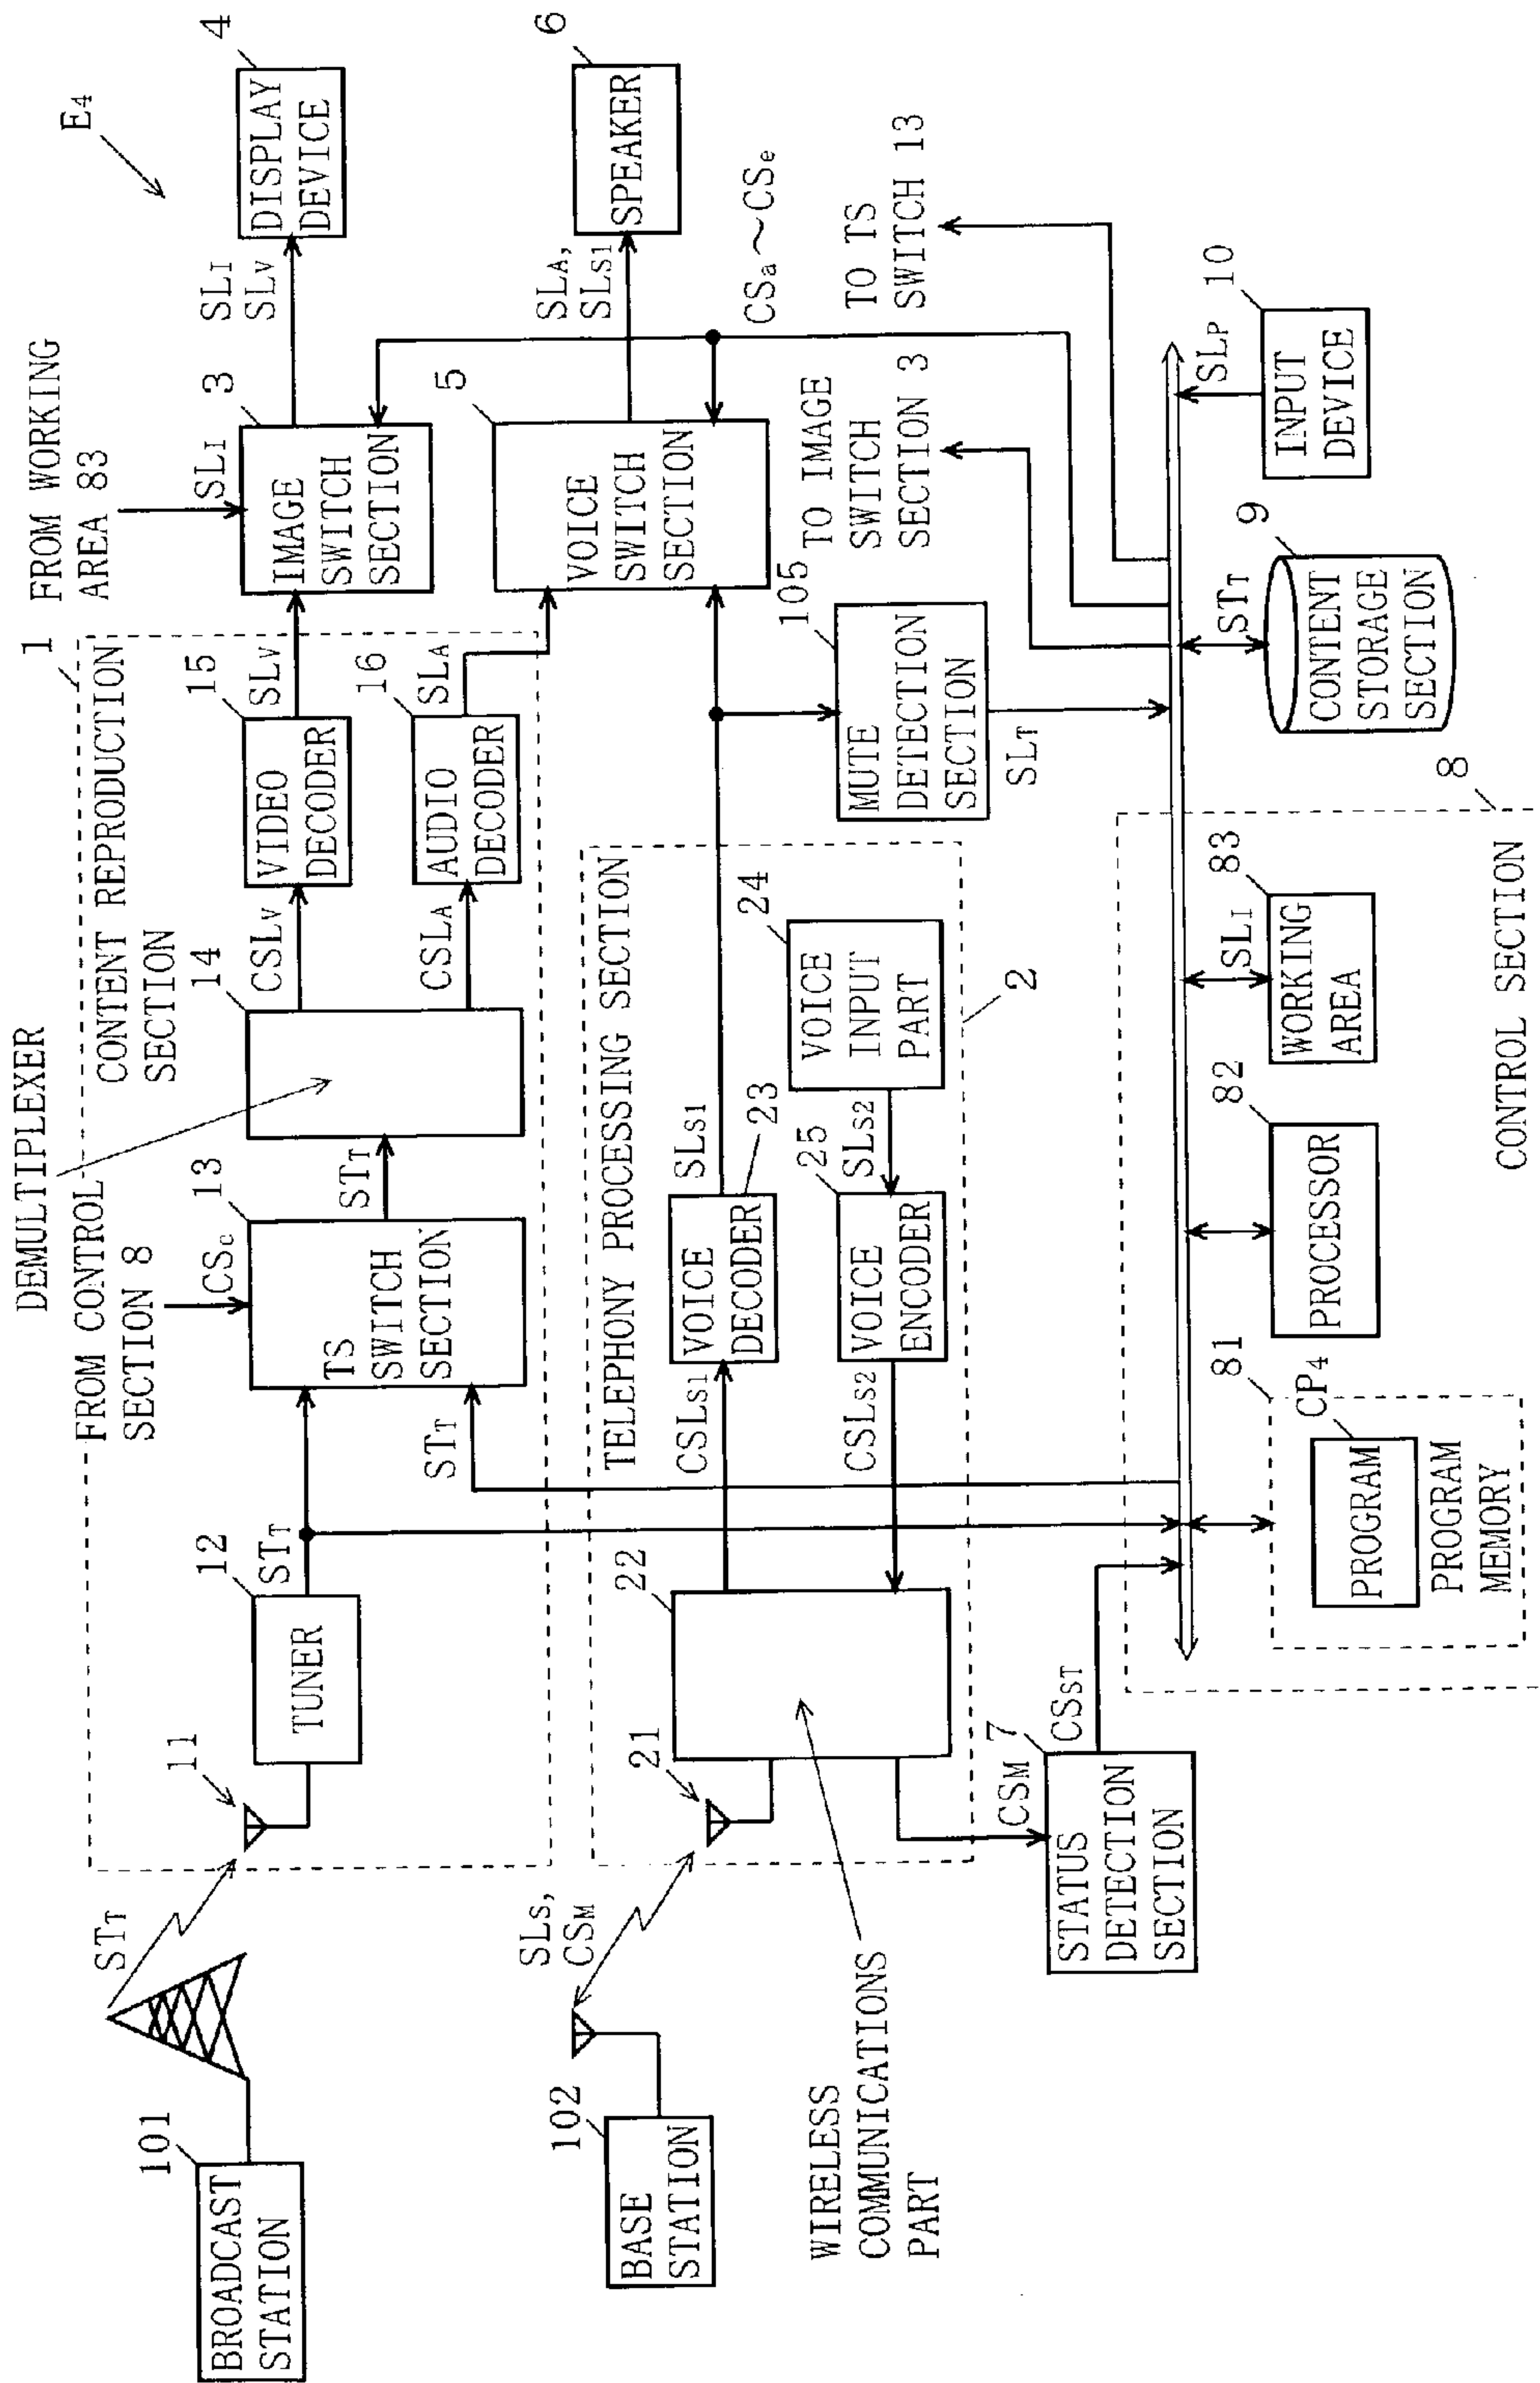 E4
BROADCAST
STATION
101
STT
1
CONTENT REPRODUCTION
SECTION
11
TUNER
12
STT
FROM CONTROL
SECTION 8
CSc
TS
SWITCH
SECTION
13
STT
STT
DEMUTIPLEXER
14
CSLV
CSLA
VIDEO
DECODER
15
SLV
AUDIO
DECODER
16
SLA
FROM WORKING
AREA 83
SLI
IMAGE
SWITCH
SECTION
3
SLI
SLV
DISPLAY
DEVICE
4
VOICE
SWITCH
SECTION
5
SLA,
SLS1
SPEAKER
6
CSa~CSe
BASE
STATION
102
SLS,
CSM
TELEPHONY PROCESSING SECTION
2
21
22
WIRELESS
COMMUNICATIONS
PART
CSLS1
VOICE
DECODER
23
SLS1
CSLS2
VOICE
ENCODER
25
SLS2
VOICE
INPUT
PART
24
MUTE
DETECTION
SECTION
105
SLT
TO IMAGE
SWITCH
SECTION 3
TO TS
SWITCH 13
CSM
STATUS
DETECTION
SECTION
7
CSST
PROGRAM
CP4
PROGRAM
MEMORY
81
PROCESSOR
82
WORKING
AREA
83
SLI
CONTROL SECTION
8
CONTENT
STORAGE
SECTION
9
STT
INPUT
DEVICE
10
SLP